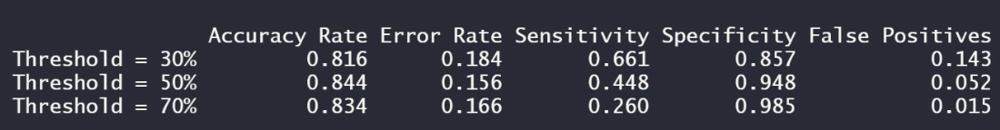 Accuracy Rate Error Rate Sensitivity Specificity False Positives
Threshold = 30% 0.816 0.184 0.661 0.857 0.143
Threshold = 50% 0.844 0.156 0.448 0.948 0.052
Threshold = 70% 0.834 0.166 0.260 0.985 0.015